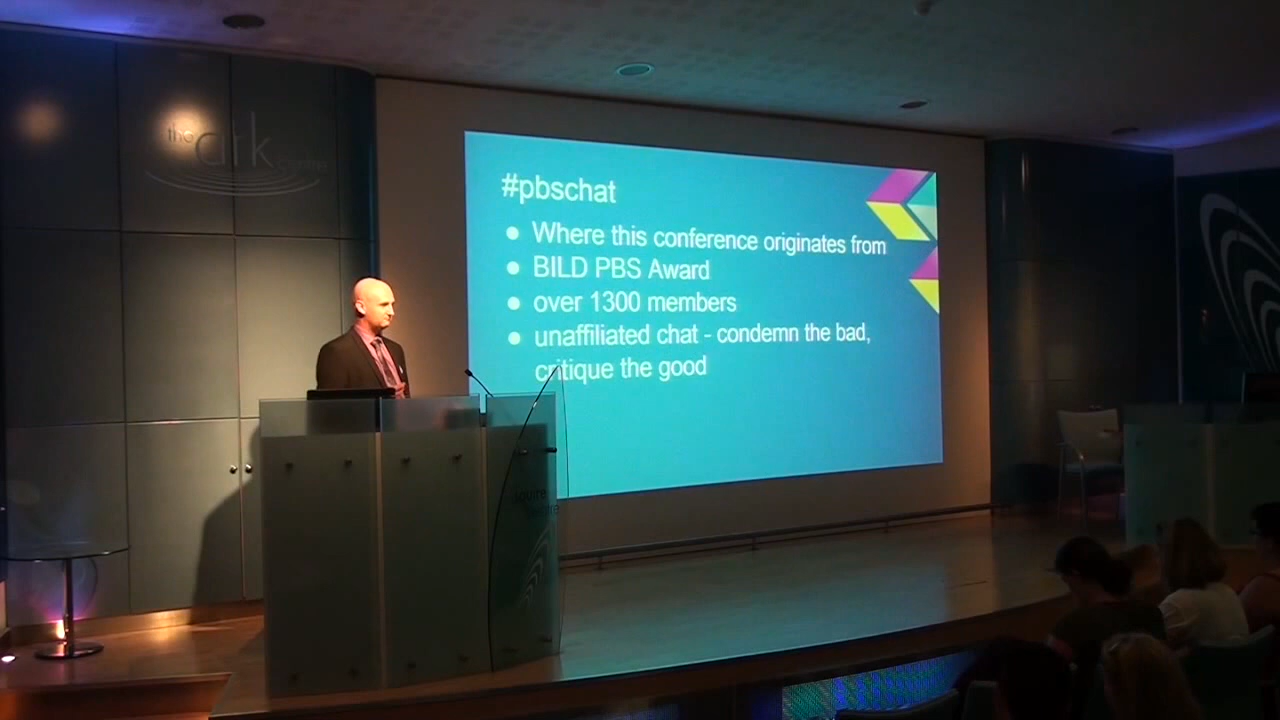 the ark centre
#pbschat
● Where this conference originates from
● BILD PBS Award
● over 1300 members
● unaffiliated chat - condemn the bad,
critique the good